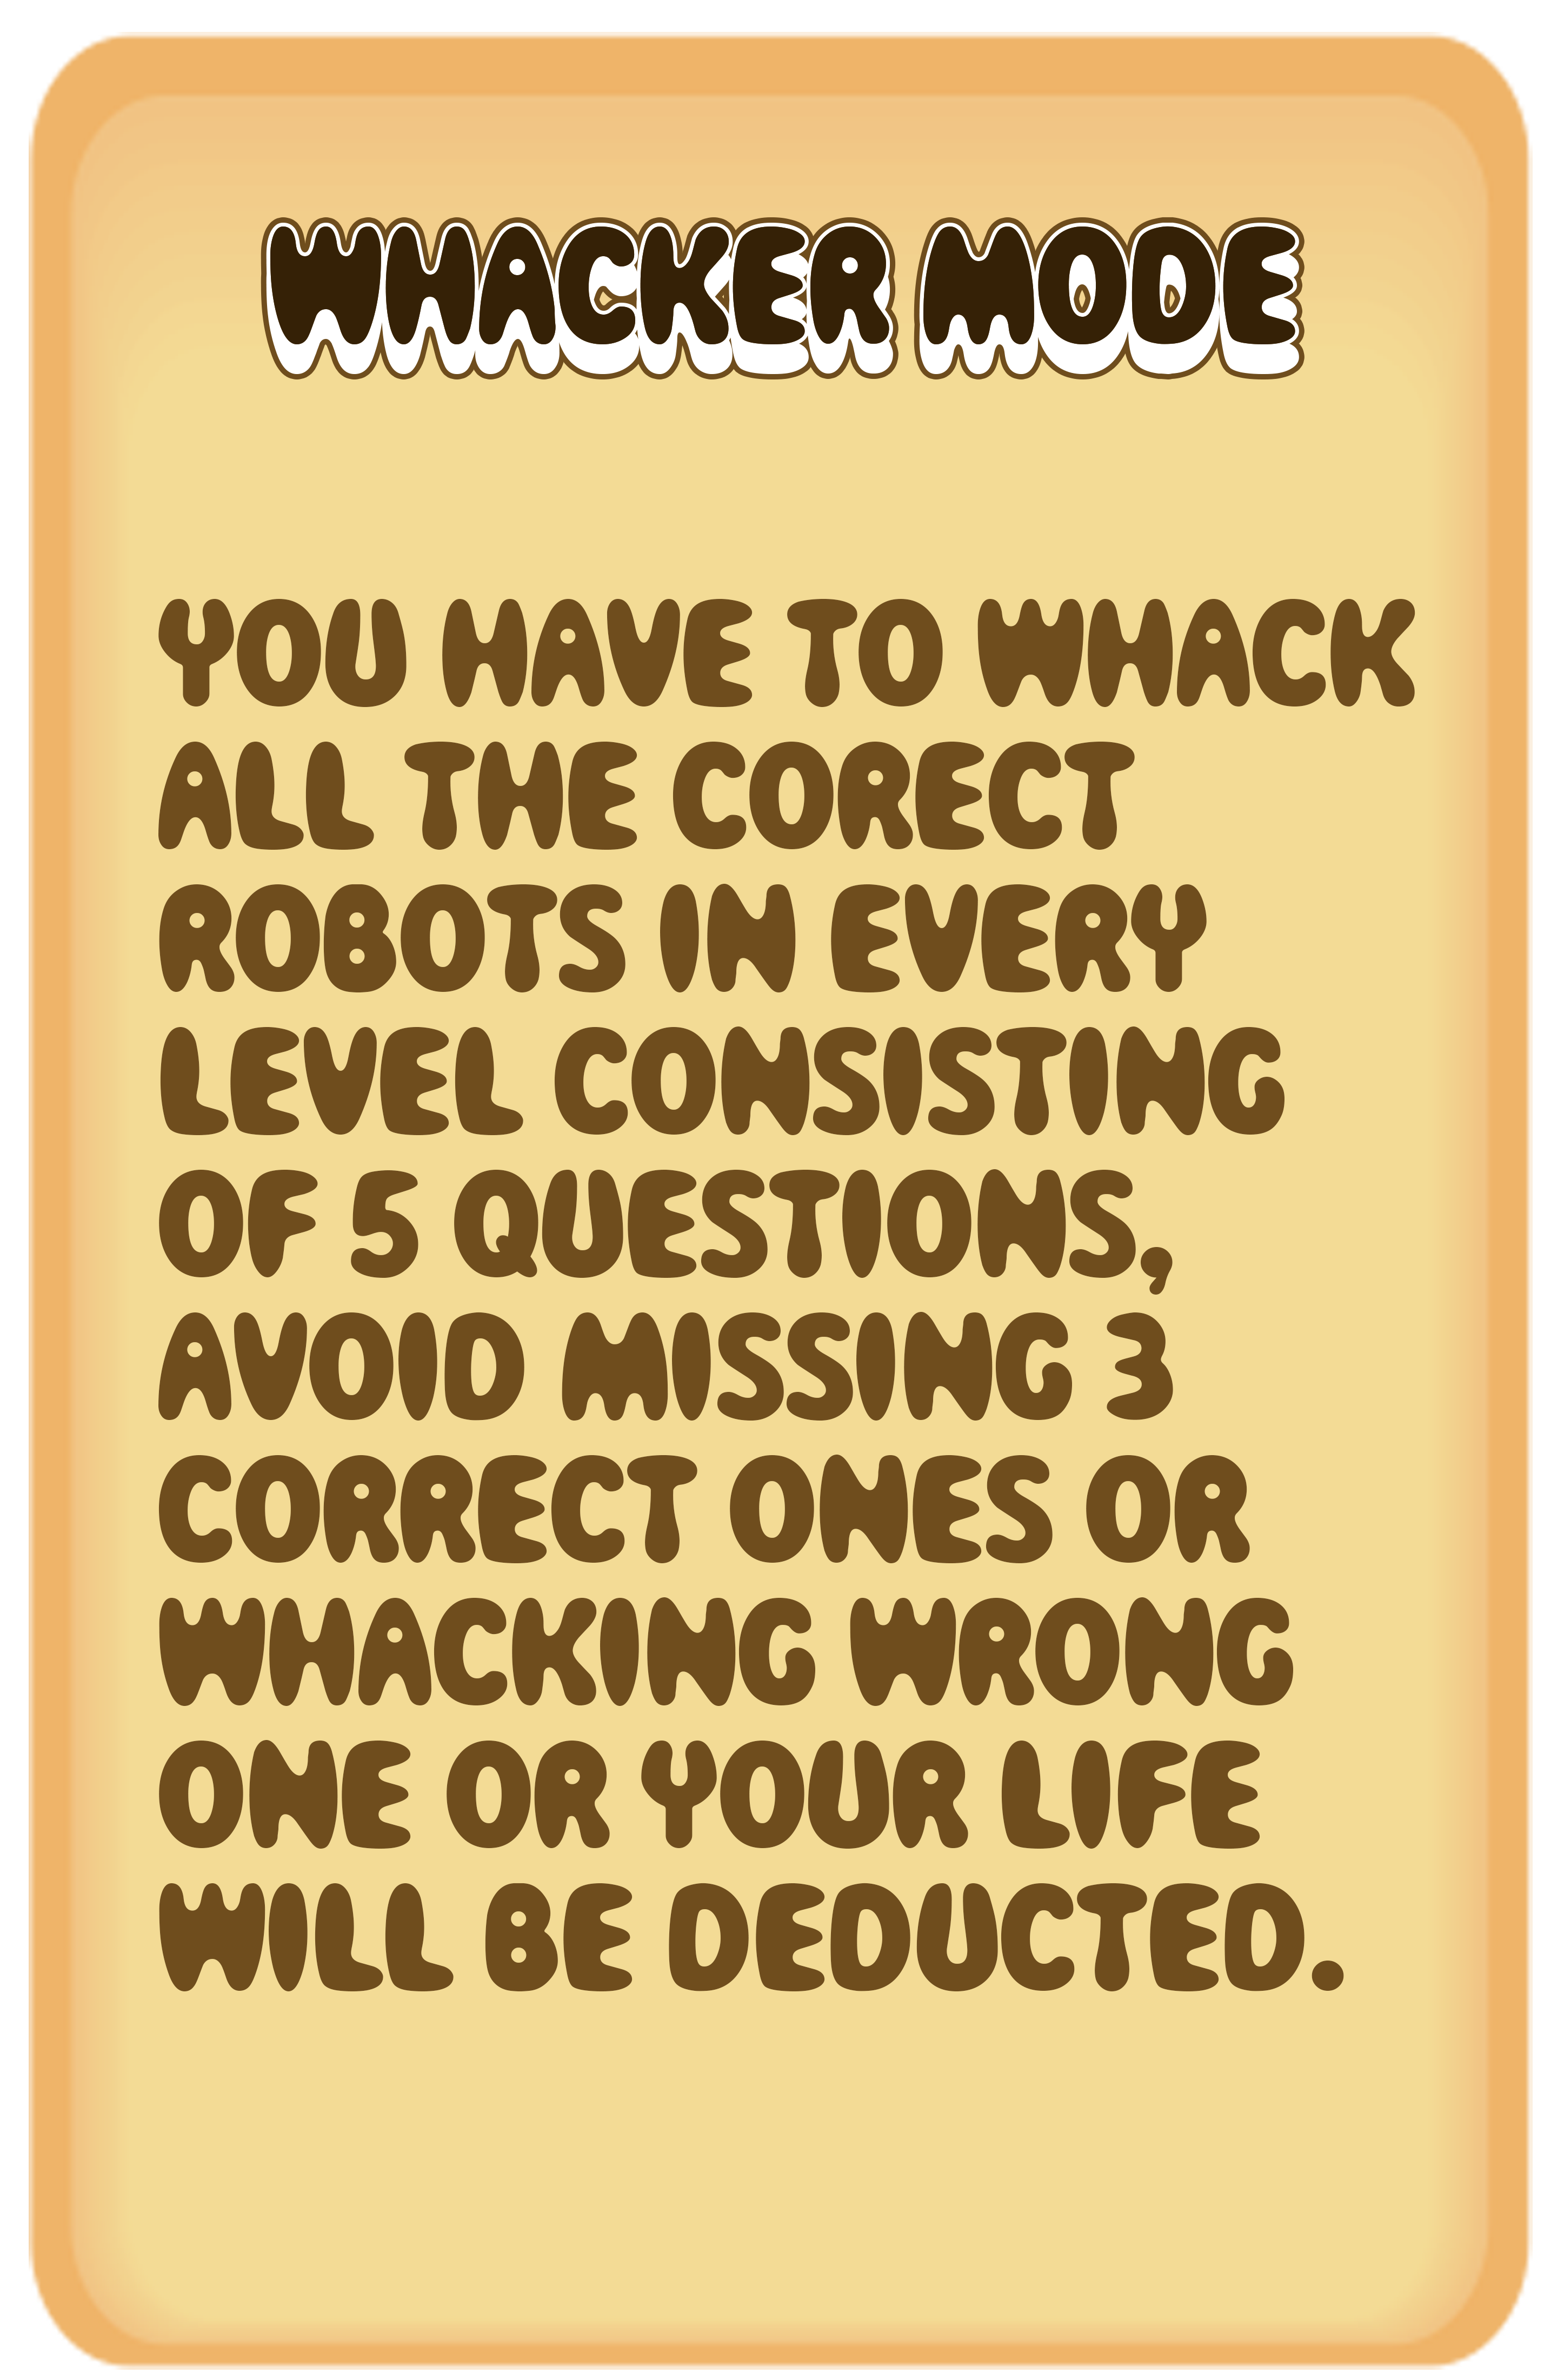 WHACKER MODE
YOU HAVE TO WHACK
ALL THE CORECT
ROBOTS IN EVERY
LEVEL CONSISTING
OF 5 QUESTIONS,
AVOID MISSING 3
CORRECT ONES OR
WHACKING WRONG
ONE OR YOUR LIFE
WILL BE DEDUCTED.